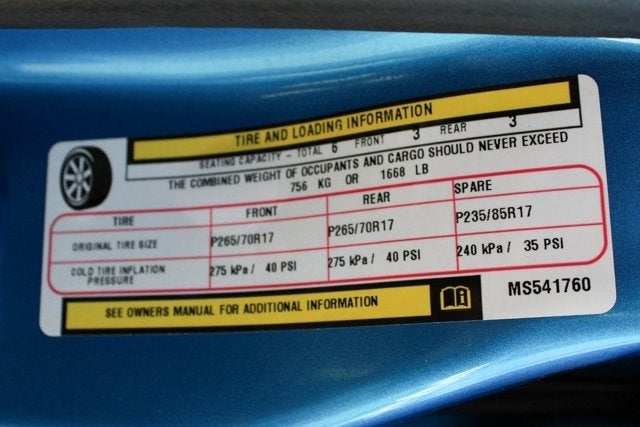 TIRE AND LOADING INFORMATION
SEATING CAPACITY - TOTAL 6 FRONT 3 REAR 3
THE COMBINED WEIGHT OF OCCUPANTS AND CARGO SHOULD NEVER EXCEED
756 KG OR 1668 LB
TIRE FRONT REAR SPARE
ORIGINAL TIRE SIZE P265/70R17 P265/70R17 P235/85R17
COLD TIRE INFLATION PRESSURE 275 kPa / 40 PSI 275 kPa / 40 PSI 240 kPa / 35 PSI
SEE OWNERS MANUAL FOR ADDITIONAL INFORMATION
MS541760